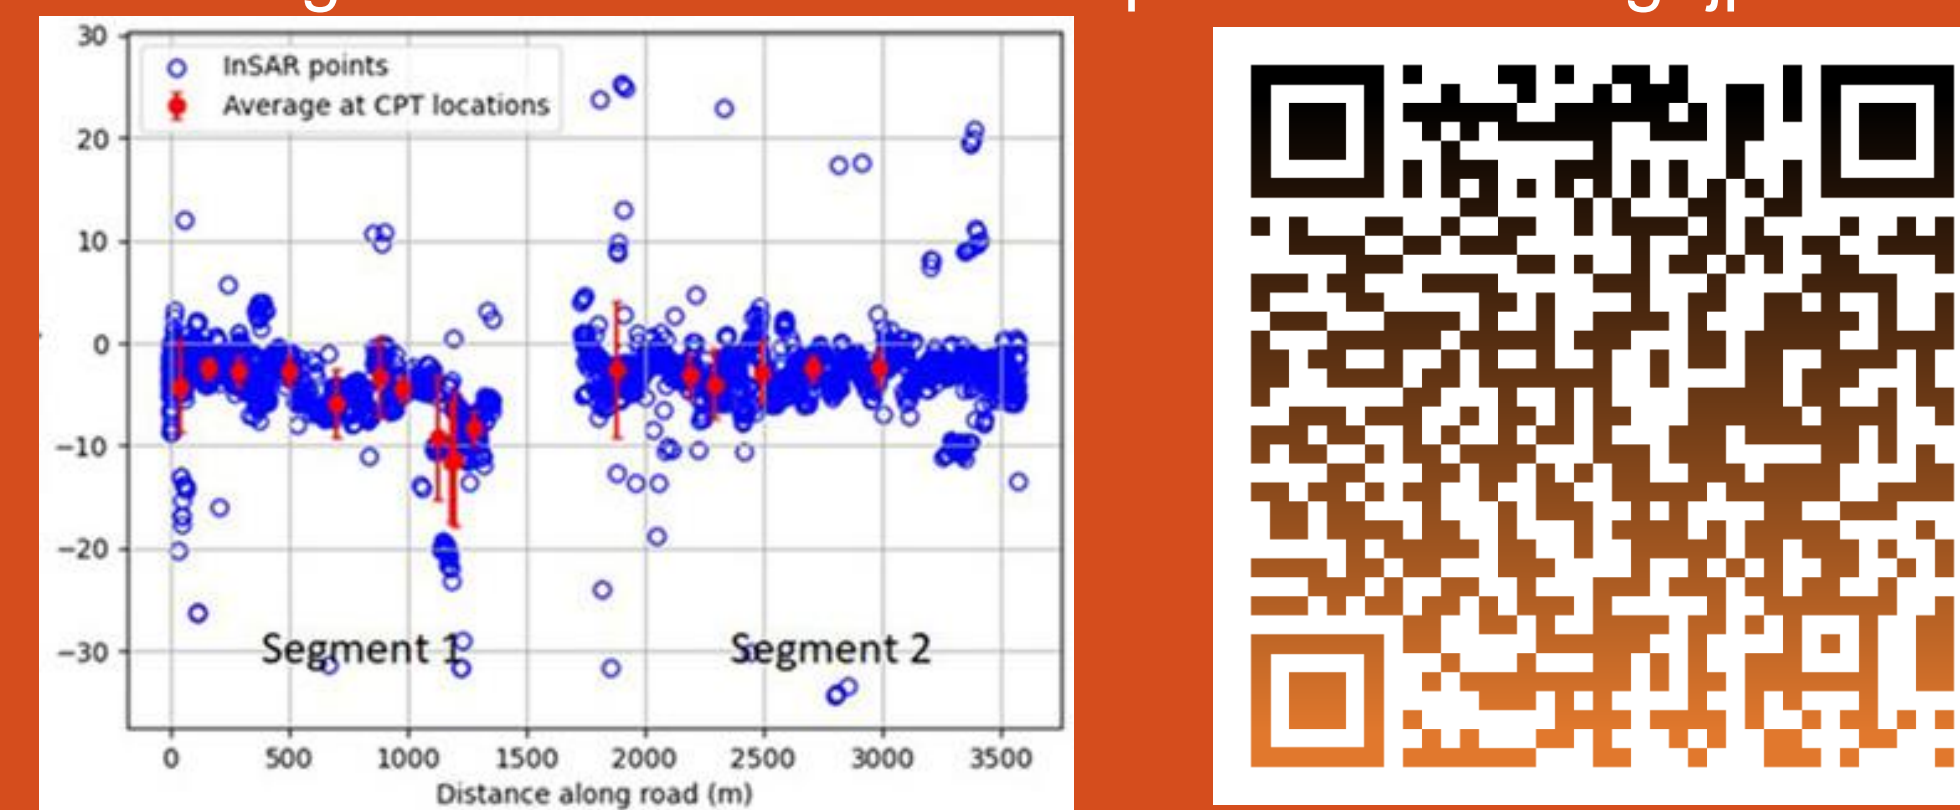 30
InSAR points
Average at CPT locations
20
10
0
−10
−20
−30
Segment 1
Segment 2
0 500 1000 1500 2000 2500 3000 3500
Distance along road (m)